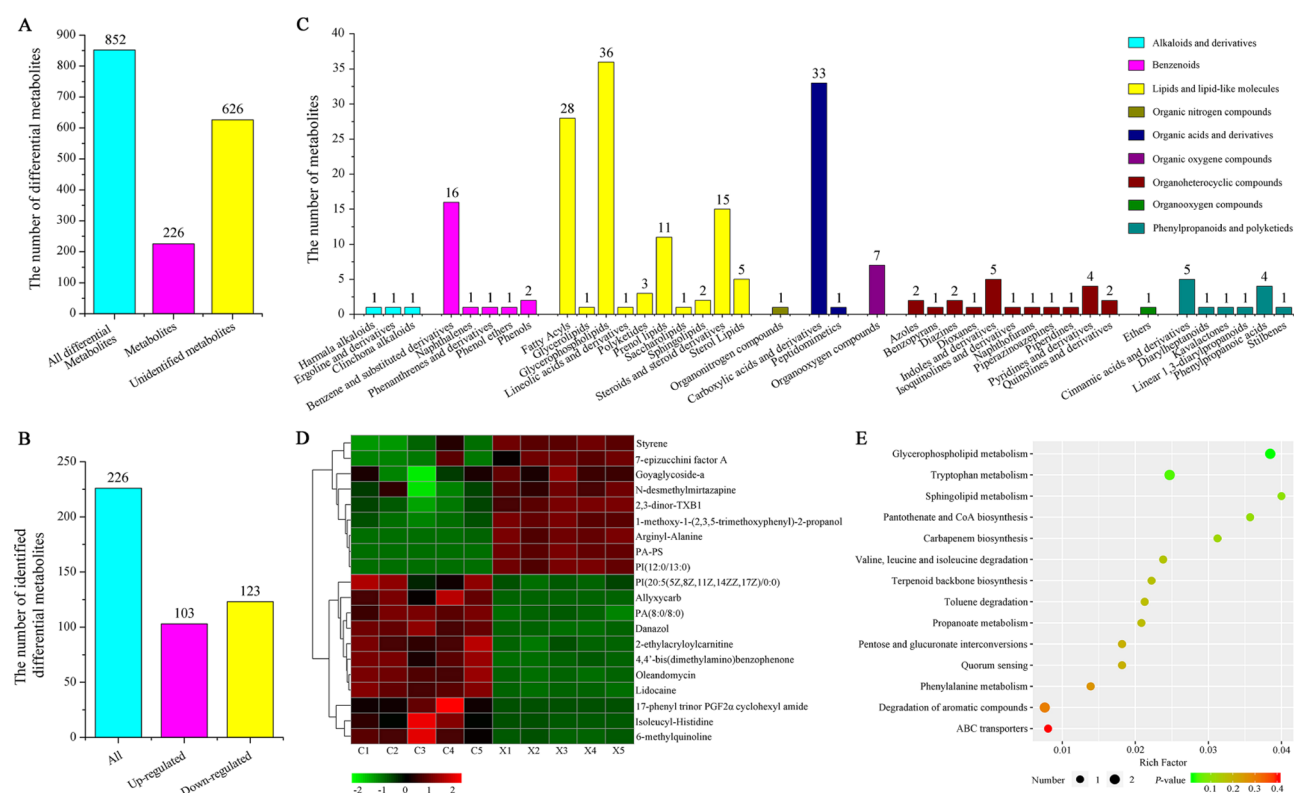 A
The number of differential metabolites
900
800
700
600
500
400
300
200
100
000
852
226
626
All differential
Metabolites
Metabolites
Unidentified metabolites
C
The number of metabolites
40
35
30
25
20
15
10
5
0
1
1
1
16
1
1
1
2
28
1
36
1
3
11
1
2
15
5
1
33
1
7
2
1
2
1
5
1
1
1
1
4
2
1
5
1
1
1
4
1
Harmala alkaloids
Ergoline and derivatives
Cinchona alkaloids
Benzene and substituted derivatives
Naphthenes
Phenanthrenes and derivatives
Phenol ethers
Phenols
Fatty Acyls
Glycerolipids
Glycerophospholipids
Lineolic acids and derivatives
Polyketides
Prenol lipids
Saccharolipids
Sphingolipids
Steroids and steroid derivatives
Sterol Lipids
Organonitrogen compounds
Carboxylic acids and derivatives
Peptidomimetics
Organooxygen compounds
Azoles
Benzopyrans
Diazines
Dioxanes
Indoles and derivatives
Isoquinolines and derivatives
Naphthofurans
Piperazinoazepines
Piperidines
Pyridines and derivatives
Quinolines and derivatives
Ethers
Cinnamic acids and derivatives
Diarylheptanoids
Kavalactones
Linear 1,3-diarylpropanoids
Phenylpropanoic acids
Stilbenes
Alkaloids and derivatives
Benzenoids
Lipids and lipid-like molecules
Organic nitrogen compounds
Organic acids and derivatives
Organic oxygene compounds
Organoheterocyclic compounds
Organooxygen compounds
Phenylpropanoids and polyketieds
B
The number of identified
differential metabolites
250
225
200
150
100
50
25
0
226
103
123
All
Up-regulated
Down-regulated
D
Styrene
7-epizucchini factor A
Goyaglycoside-a
N-desmethylmirtazapine
2,3-dinor-TXB1
1-methoxy-1-(2,3,5-trimethoxyphenyl)-2-propanol
Arginyl-Alanine
PA-PS
PI(12:0/13:0)
PI(20:5(5Z,8Z,11Z,14ZZ,17Z)/0:0)
Allyxycarb
PA(8:0/8:0)
Danazol
2-ethylacryloylcarnitine
4,4'-bis(dimethylamino)benzophenone
Oleandomycin
Lidocaine
17-phenyl trinor PGF2α cyclohexyl amide
Isoleucyl-Histidine
6-methylquinoline
C1 C2 C3 C4 C5 X1 X2 X3 X4 X5
-2 -1 0 1 2
E
Glycerophospholipid metabolism
Tryptophan metabolism
Sphingolipid metabolism
Pantothenate and CoA biosynthesis
Carbapenem biosynthesis
Valine, leucine and isoleucine degradation
Terpenoid backbone biosynthesis
Toluene degradation
Propanoate metabolism
Pentose and glucuronate interconversions
Quorum sensing
Phenylalanine metabolism
Degradation of aromatic compounds
ABC transporters
0.01 0.02 0.03 0.04
Rich Factor
Number 1 2 P-value
0.1 0.2 0.3 0.4